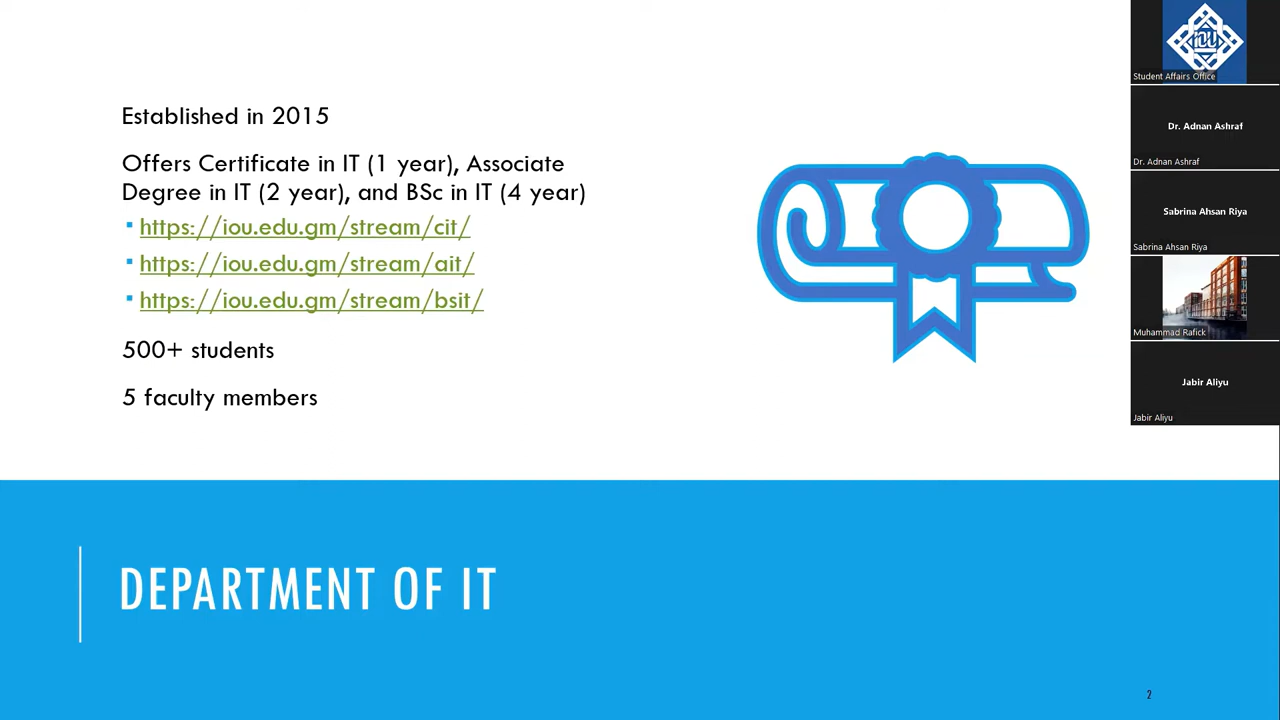 Established in 2015
Offers Certificate in IT (1 year), Associate
Degree in IT (2 year), and BSc in IT (4 year)
https://iou.edu.gm/stream/cit/
https://iou.edu.gm/stream/ait/
https://iou.edu.gm/stream/bsit/
500+ students
5 faculty members
DEPARTMENT OF IT
2
iou
Student Affairs Office
Dr. Adnan Ashraf
Dr. Adnan Ashraf
Sabrina Ahsan Riya
Sabrina Ahsan Riya
Muhammad Rafick
Jabir Aliyu
Jabir Aliyu